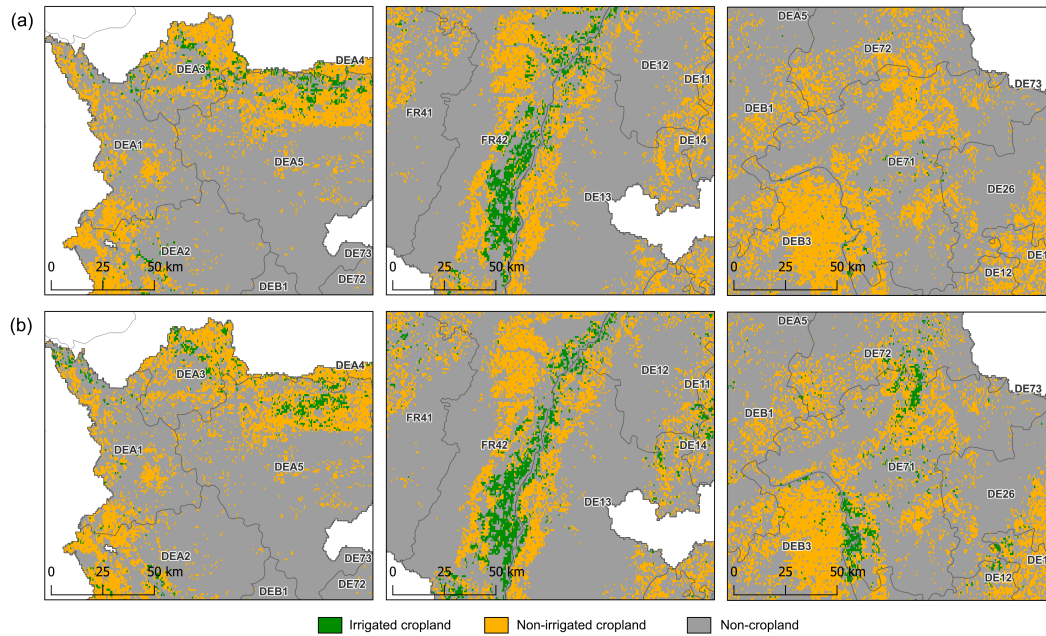 (a)
DEA4
DEA3
DEA1
DEA5
DEA2
DE73
DE72
DEB1
0 25 50 km
DE12
DE11
FR41
FR42
DE14
DE13
0 25 50 km
DEA5
DE72
DE73
DEB1
DE71
DE26
DEB3
DE12
DE1
0 25 50 km
(b)
DEA4
DEA3
DEA1
DEA5
DEA2
DE73
DE72
DEB1
0 25 50 km
DE12
DE11
FR41
FR42
DE14
DE13
0 25 50 km
DEA5
DE72
DE73
DEB1
DE71
DE26
DEB3
DE12
DE1
0 25 50 km
Irrigated cropland Non-irrigated cropland Non-cropland